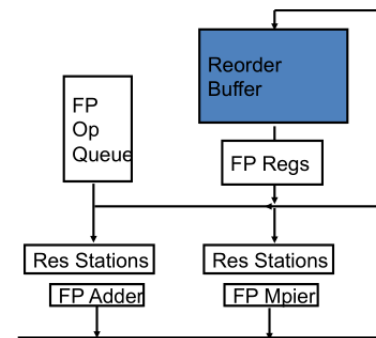 Reorder
Buffer
FP
Op
Queue
FP Regs
Res Stations
Res Stations
FP Adder
FP Mpier